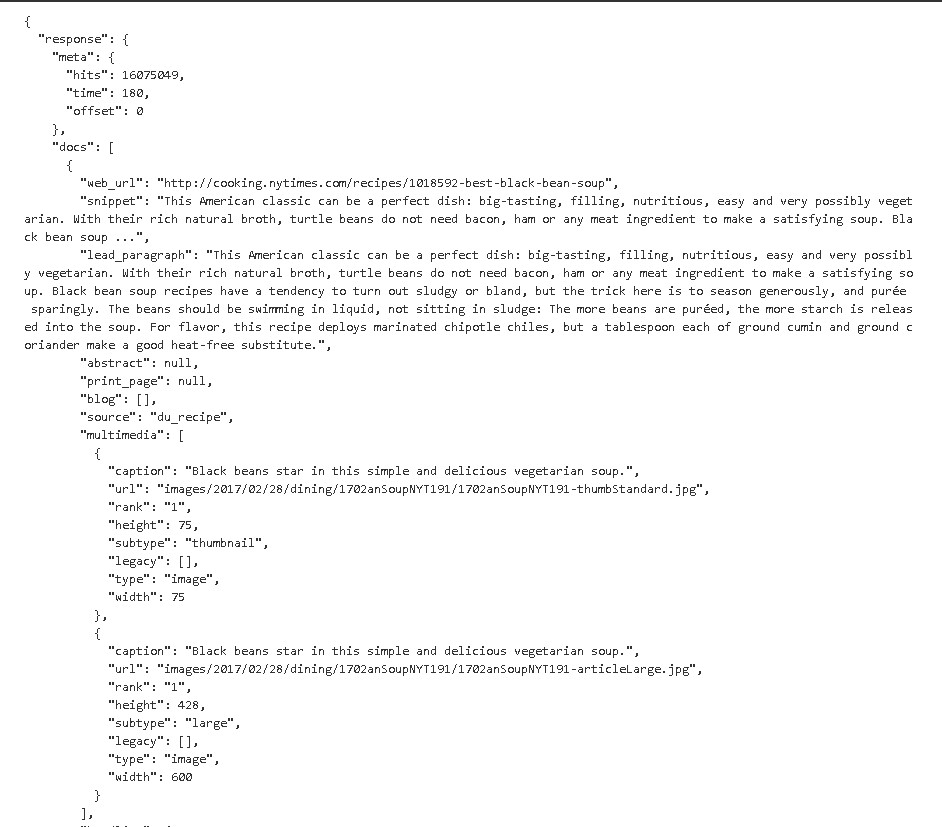 {
"response": {
"meta": {
"hits": 16075049,
"time": 180,
"offset": 0
},
"docs": [
{
"web_url": "http://cooking.nytimes.com/recipes/1018592-best-black-bean-soup",
"snippet": "This American classic can be a perfect dish: big-tasting, filling, nutritious, easy and very possibly veget
arian. With their rich natural broth, turtle beans do not need bacon, ham or any meat ingredient to make a satisfying soup. Bla
ck bean soup ...",
"lead_paragraph": "This American classic can be a perfect dish: big-tasting, filling, nutritious, easy and very possibl
y vegetarian. With their rich natural broth, turtle beans do not need bacon, ham or any meat ingredient to make a satisfying so
up. Black bean soup recipes have a tendency to turn out sludgy or bland, but the trick here is to season generously, and purée
sparingly. The beans should be swimming in liquid, not sitting in sludge: The more beans are puréed, the more starch is releas
ed into the soup. For flavor, this recipe deploys marinated chipotle chiles, but a tablespoon each of ground cumin and ground c
oriander make a good heat-free substitute.",
"abstract": null,
"print_page": null,
"blog": [],
"source": "du_recipe",
"multimedia": [
{
"caption": "Black beans star in this simple and delicious vegetarian soup.",
"url": "images/2017/02/28/dining/1702anSoupNYT191/1702anSoupNYT191-thumbStandard.jpg",
"rank": "1",
"height": 75,
"subtype": "thumbnail",
"legacy": [],
"type": "image",
"width": 75
},
{
"caption": "Black beans star in this simple and delicious vegetarian soup.",
"url": "images/2017/02/28/dining/1702anSoupNYT191/1702anSoupNYT191-articleLarge.jpg",
"rank": "1",
"height": 428,
"subtype": "large",
"legacy": [],
"type": "image",
"width": 600
}
],